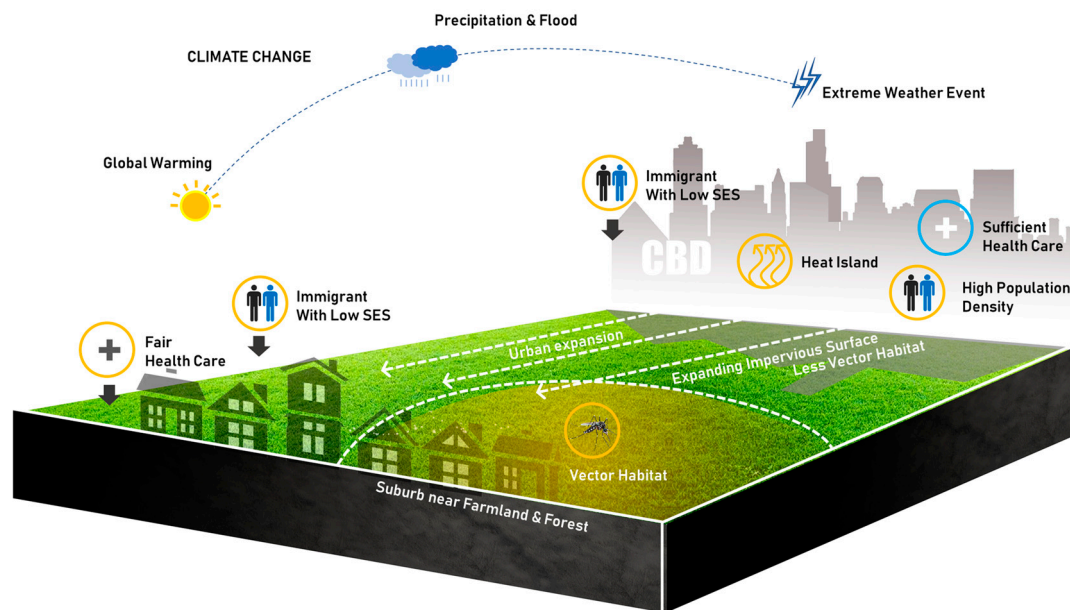 Precipitation & Flood
CLIMATE CHANGE
Extreme Weather Event
Global Warming
Immigrant
With Low SES
CBD
Sufficient
Health Care
Heat Island
High Population
Density
Immigrant
With Low SES
Fair
Health Care
Urban expansion
Expanding Impervious Surface
Less Vector Habitat
Vector Habitat
Suburb near Farmland & Forest